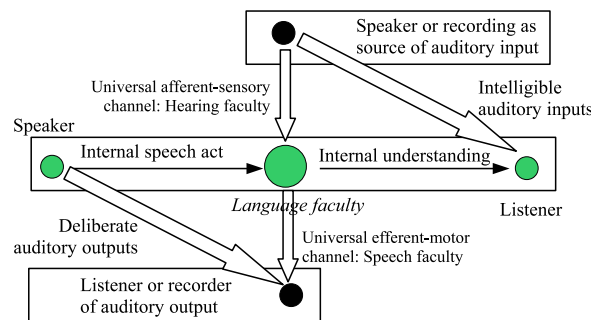 Speaker or recording as
source of auditory input
Universal afferent-sensory
channel: Hearing faculty
Intelligible
auditory inputs
Speaker
Internal speech act
Internal understanding
Language faculty
Listener
Deliberate
auditory outputs
Universal efferent-motor
channel: Speech faculty
Listener or recorder
of auditory output